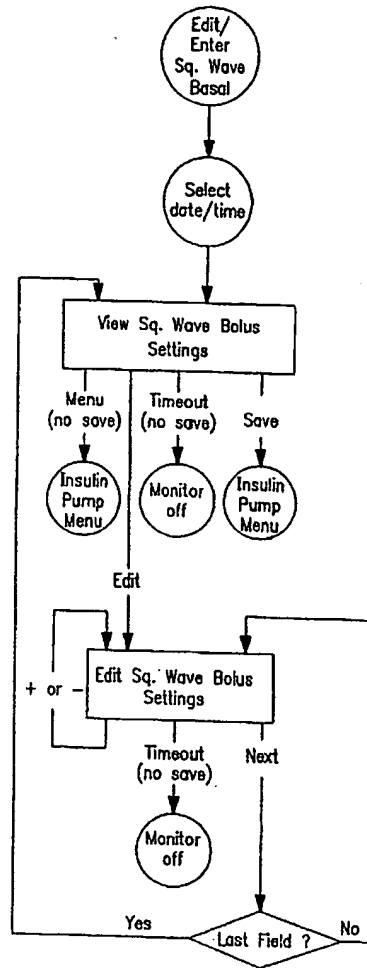 Edit/
Enter
Sq. Wave
Basal
Select
date/time
View Sq. Wave Bolus
Settings
Menu
(no save)
Timeout
(no save)
Save
Insulin
Pump
Menu
Monitor
off
Insulin
Pump
Menu
Edit
Edit Sq. Wave Bolus
Settings
+ or -
Timeout
(no save)
Next
Monitor
off
Yes
Last Field ?
No